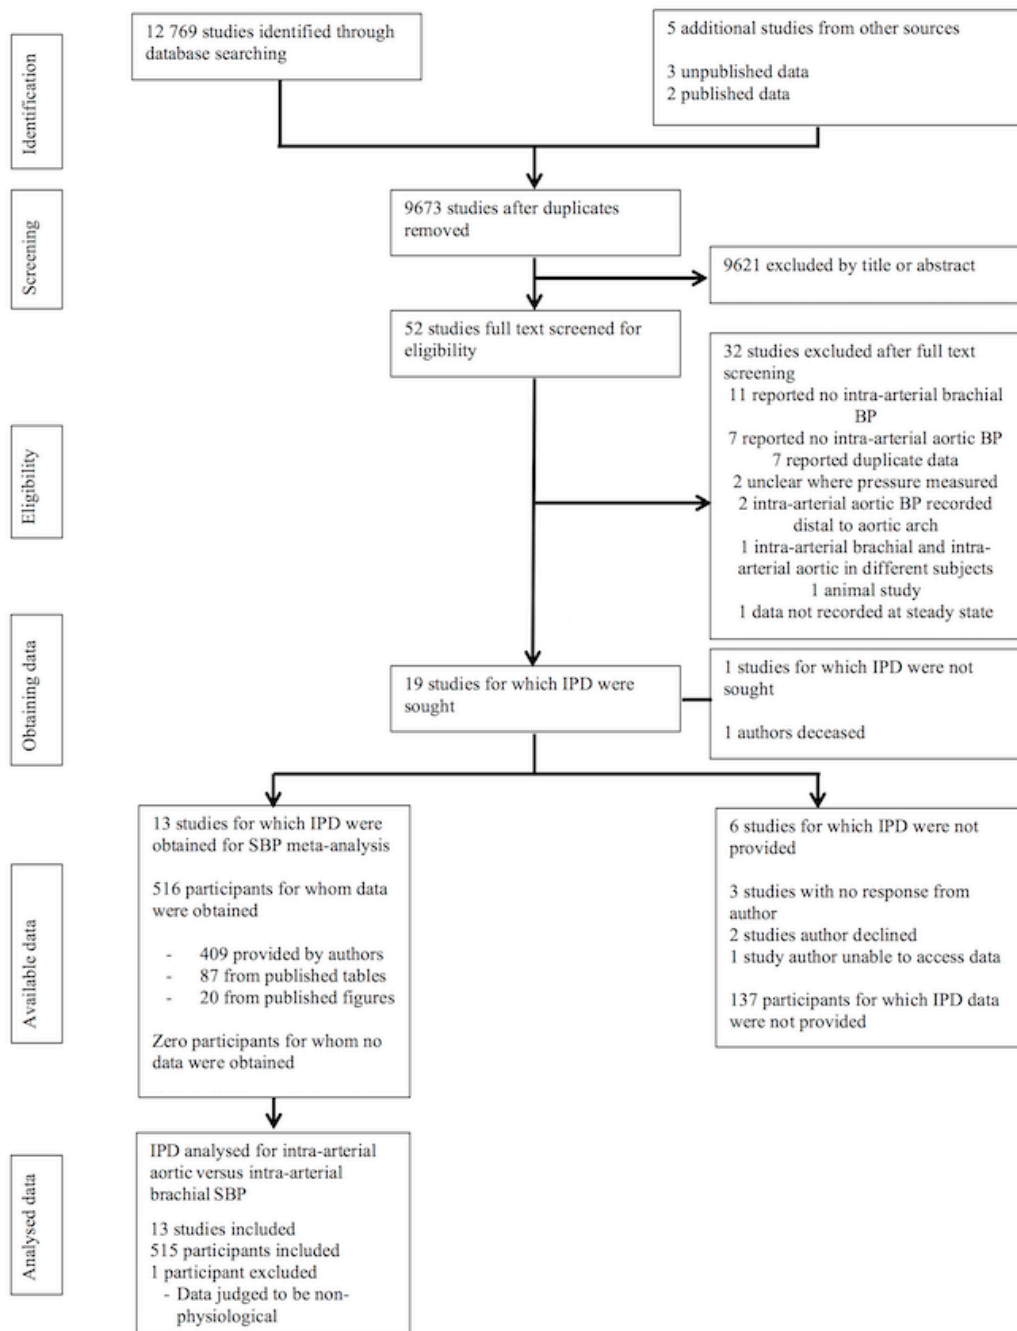 Identification
12 769 studies identified through
database searching
5 additional studies from other sources
3 unpublished data
2 published data
Screening
9673 studies after duplicates
removed
9621 excluded by title or abstract
52 studies full text screened for
eligibility
Eligibility
32 studies excluded after full text
screening
11 reported no intra-arterial brachial
BP
7 reported no intra-arterial aortic BP
7 reported duplicate data
2 unclear where pressure measured
2 intra-arterial aortic BP recorded
distal to aortic arch
1 intra-arterial brachial and intra-
arterial aortic in different subjects
1 animal study
1 data not recorded at steady state
Obtaining data
19 studies for which IPD were
sought
1 studies for which IPD were not
sought
1 authors deceased
Available data
13 studies for which IPD were
obtained for SBP meta-analysis
516 participants for whom data
were obtained
- 409 provided by authors
- 87 from published tables
- 20 from published figures
Zero participants for whom no
data were obtained
6 studies for which IPD were not
provided
3 studies with no response from
author
2 studies author declined
1 study author unable to access data
137 participants for which IPD data
were not provided
Analysed data
IPD analysed for intra-arterial
aortic versus intra-arterial
brachial SBP
13 studies included
515 participants included
1 participant excluded
- Data judged to be non-
physiological